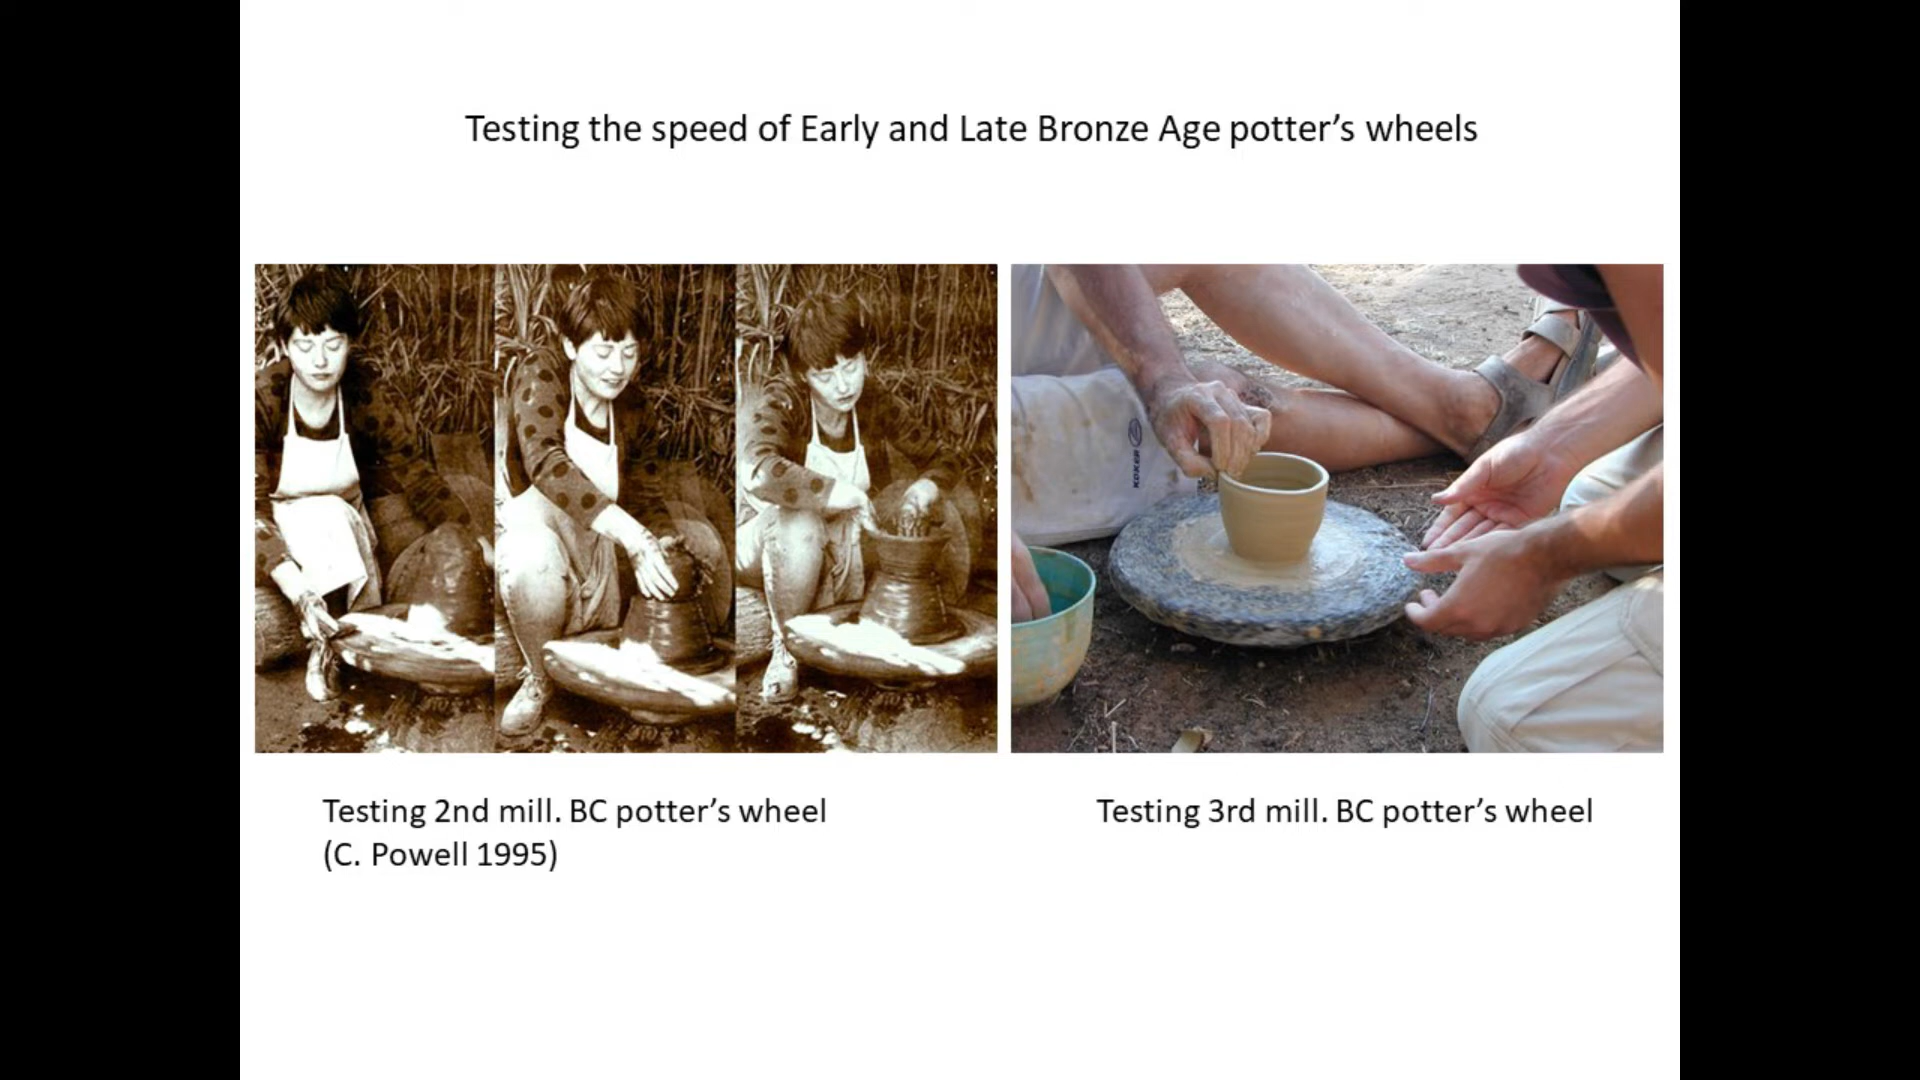 Testing the speed of Early and Late Bronze Age potter’s wheels
KOKER
Testing 2nd mill. BC potter’s wheel
(C. Powell 1995)
Testing 3rd mill. BC potter’s wheel